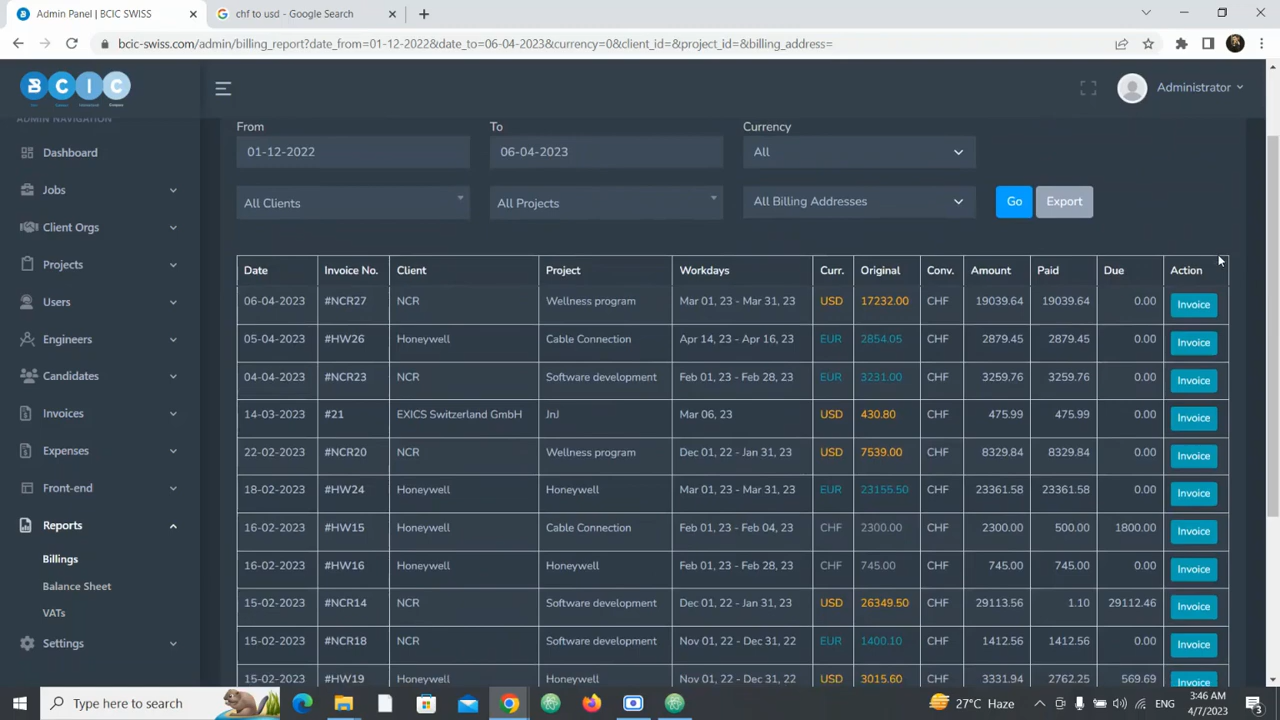 Admin Panel | BCIC SWISS
chf to usd - Google Search
bcic-swiss.com/admin/billing_report?date_from=01-12-2022&date_to=06-04-2023&currency=0&client_id=&project_id=&billing_address=
B C I C
Administrator
ADMIN NAVIGATION
Dashboard
Jobs
Client Orgs
Projects
Users
Engineers
Candidates
Invoices
Expenses
Front-end
Reports
Billings
Balance Sheet
VATs
Settings
From To Currency
01-12-2022 06-04-2023 All
All Clients All Projects All Billing Addresses Go Export
Date Invoice No. Client Project Workdays Curr. Original Conv. Amount Paid Due Action
06-04-2023 #NCR27 NCR Wellness program Mar 01, 23 - Mar 31, 23 USD 17232.00 CHF 19039.64 19039.64 0.00 Invoice
05-04-2023 #HW26 Honeywell Cable Connection Apr 14, 23 - Apr 16, 23 EUR 2854.05 CHF 2879.45 2879.45 0.00 Invoice
04-04-2023 #NCR23 NCR Software development Feb 01, 23 - Feb 28, 23 EUR 3231.00 CHF 3259.76 3259.76 0.00 Invoice
14-03-2023 #21 EXICS Switzerland GmbH JnJ Mar 06, 23 USD 430.80 CHF 475.99 475.99 0.00 Invoice
22-02-2023 #NCR20 NCR Wellness program Dec 01, 22 - Jan 31, 23 USD 7539.00 CHF 8329.84 8329.84 0.00 Invoice
18-02-2023 #HW24 Honeywell Honeywell Mar 01, 23 - Mar 31, 23 EUR 23155.50 CHF 23361.58 23361.58 0.00 Invoice
16-02-2023 #HW15 Honeywell Cable Connection Feb 01, 23 - Feb 04, 23 CHF 2300.00 CHF 2300.00 500.00 1800.00 Invoice
16-02-2023 #HW16 Honeywell Honeywell Feb 01, 23 - Feb 28, 23 CHF 745.00 CHF 745.00 745.00 0.00 Invoice
15-02-2023 #NCR14 NCR Software development Dec 01, 22 - Jan 31, 23 USD 26349.50 CHF 29113.56 1.10 29112.46 Invoice
15-02-2023 #NCR18 NCR Software development Nov 01, 22 - Dec 31, 22 EUR 1400.10 CHF 1412.56 1412.56 0.00 Invoice
15-02-2023 #HW19 Honeywell Honeywell Nov 01, 22 - Dec 31, 22 USD 3015.60 CHF 3331.94 2762.25 569.69 Invoice
Type here to search
27°C Haze
ENG
3:46 AM
4/7/2023
3